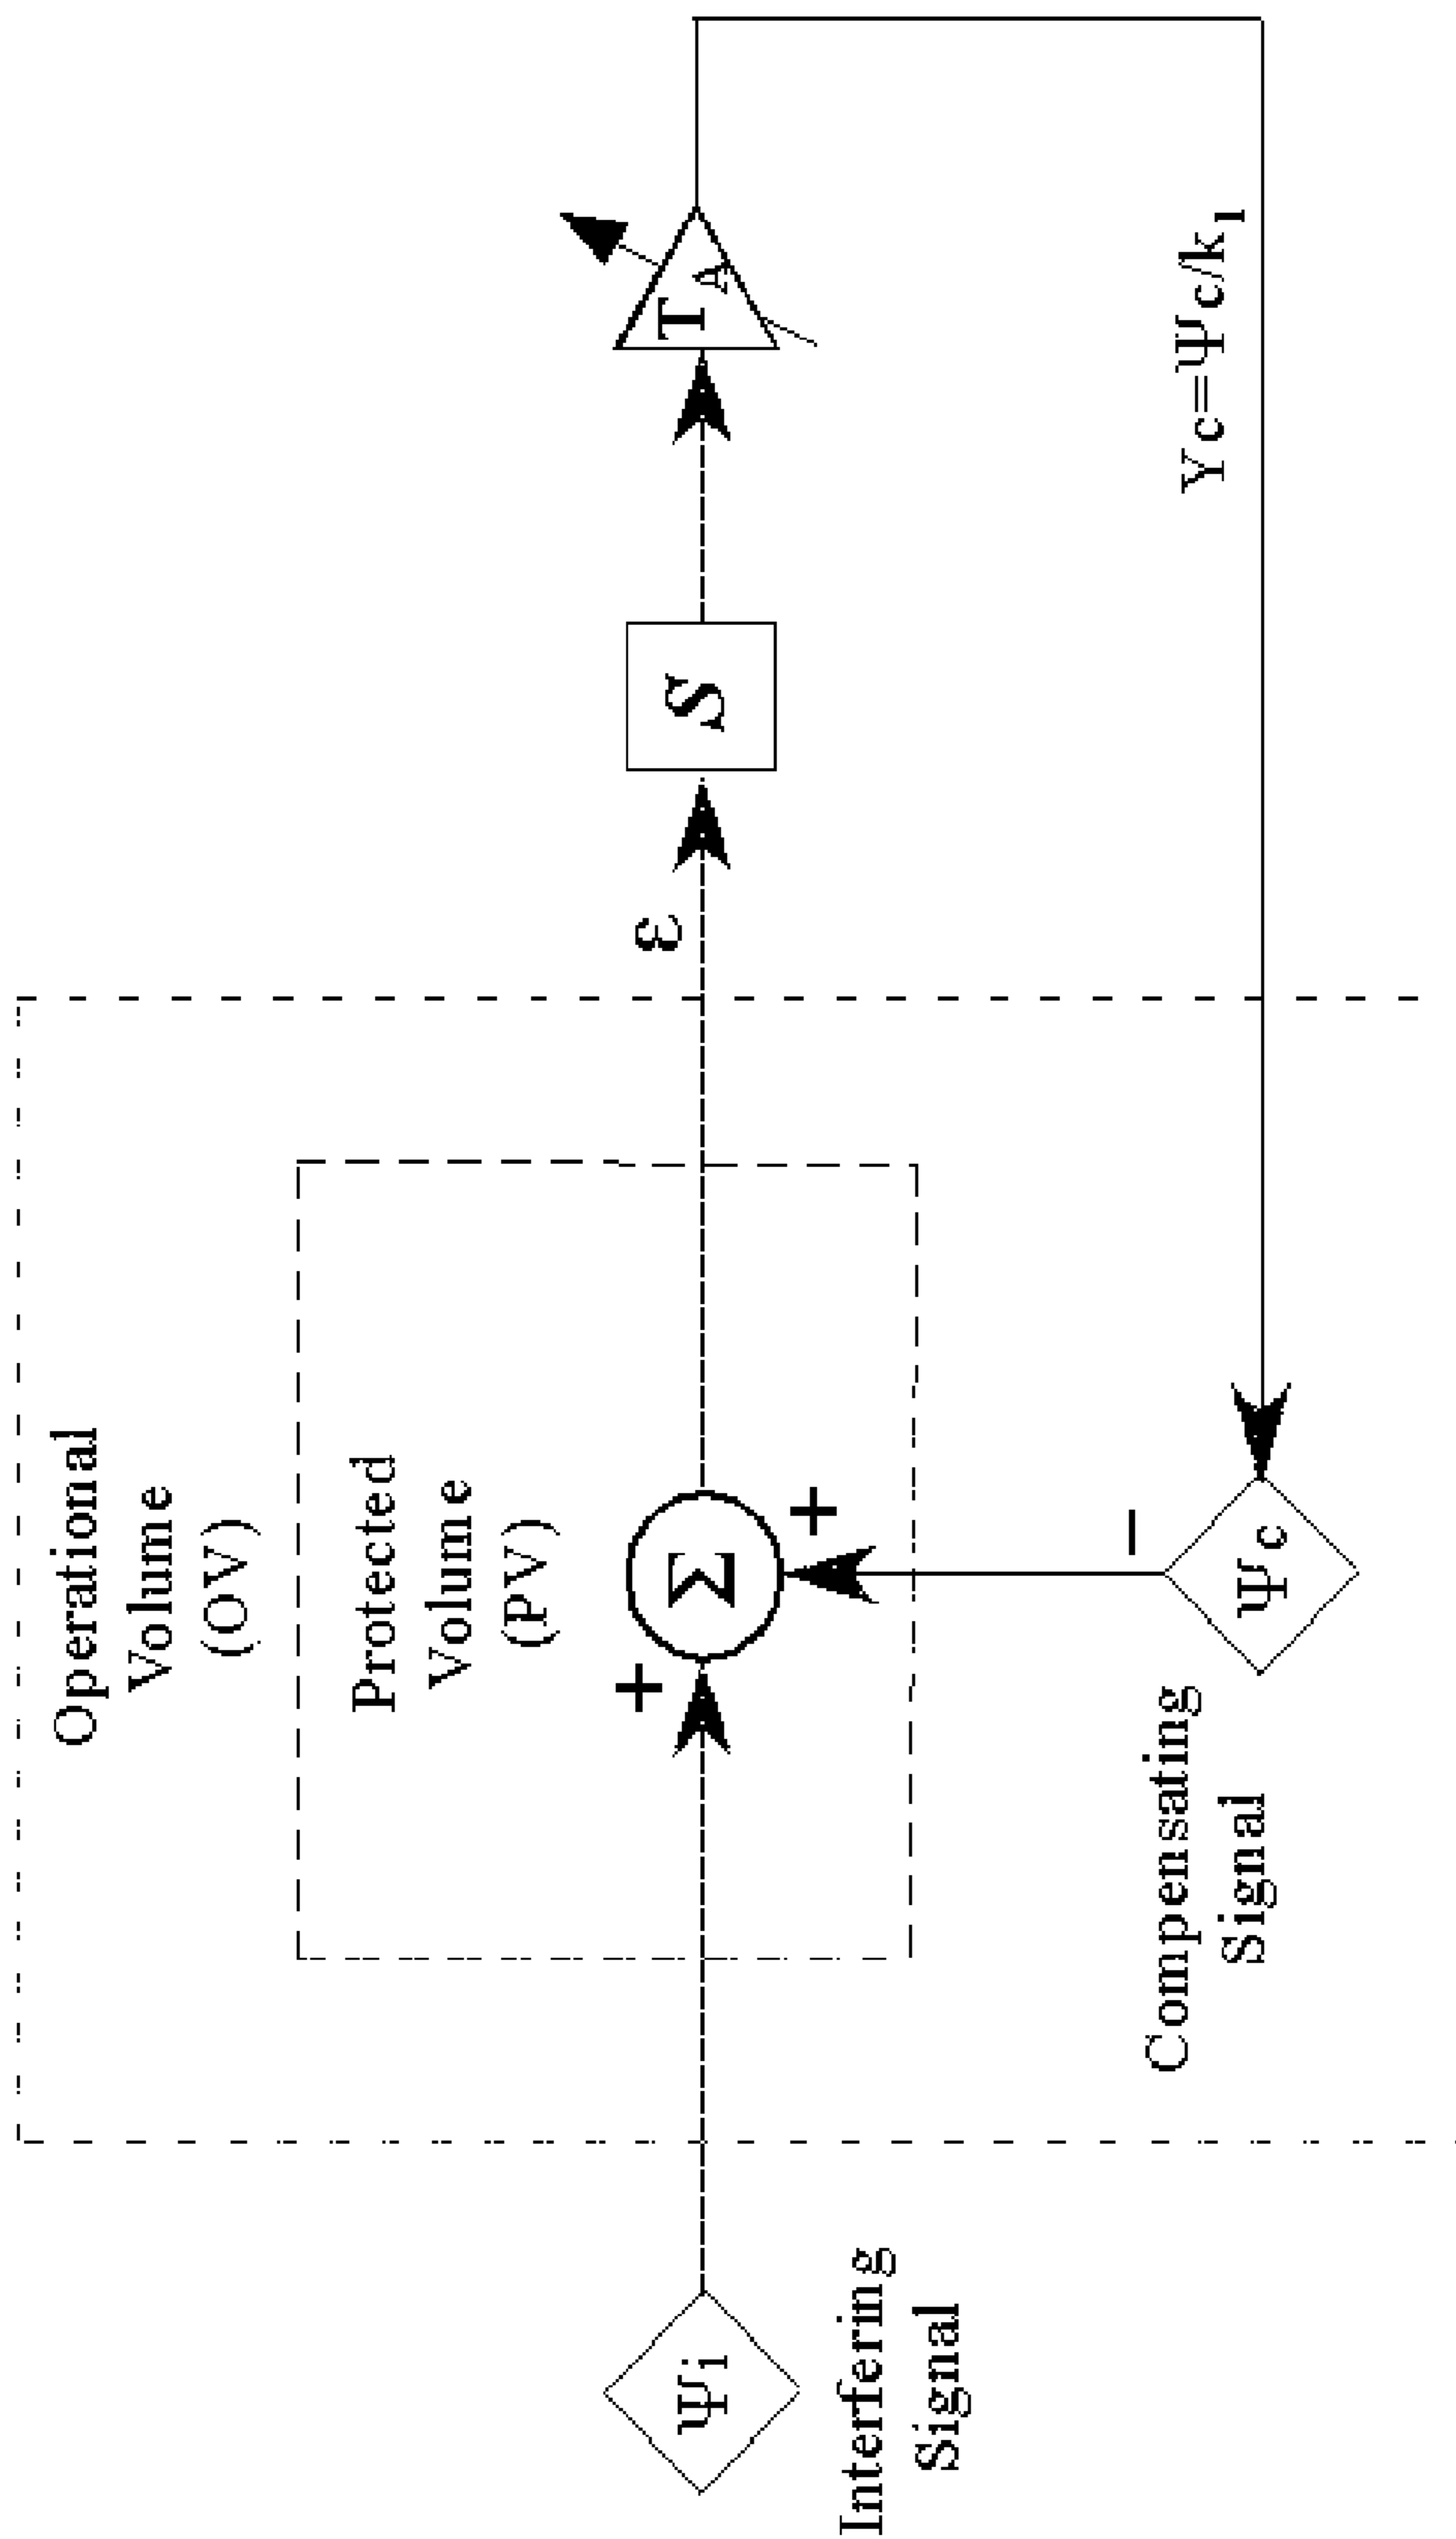 Operational
Volume
(OV)
Protected
Volume
(PV)
Ψi
Interfering
Signal
+
Σ
+
ε
S
T A
−
Ψc
Compensating
Signal
Yc=Ψc/k1